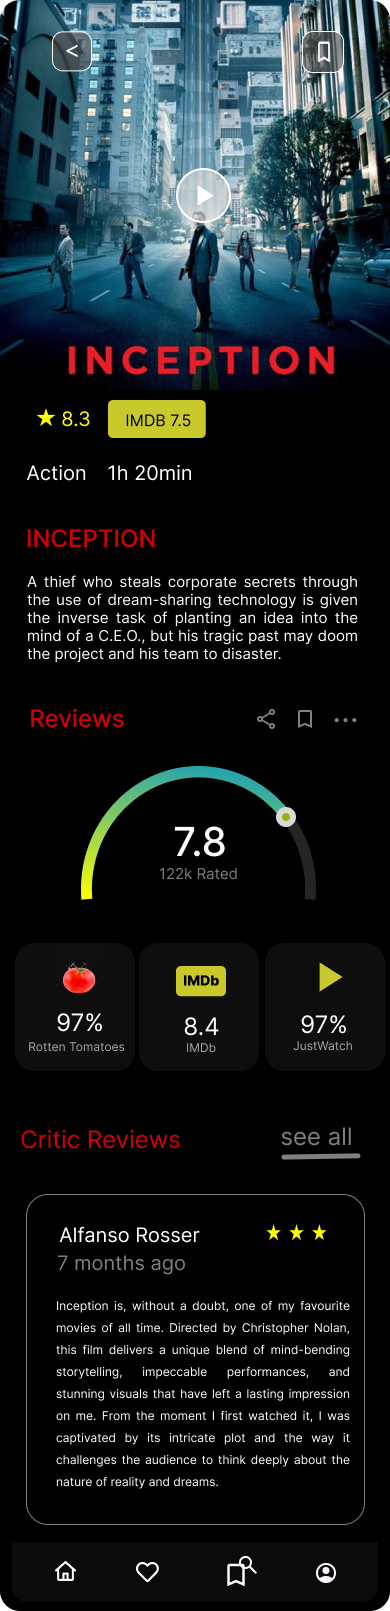 <
INCEPTION
★ 8.3 IMDB 7.5
Action 1h 20min
INCEPTION
A thief who steals corporate secrets through
the use of dream-sharing technology is given
the inverse task of planting an idea into the
mind of a C.E.O., but his tragic past may doom
the project and his team to disaster.
Reviews
7.8
122k Rated
IMDb
97% 8.4 97%
Rotten Tomatoes IMDb JustWatch
Critic Reviews see all
Alfanso Rosser ★ ★ ★
7 months ago
Inception is, without a doubt, one of my favourite
movies of all time. Directed by Christopher Nolan,
this film delivers a unique blend of mind-bending
storytelling, impeccable performances, and
stunning visuals that have left a lasting impression
on me. From the moment I first watched it, I was
captivated by its intricate plot and the way it
challenges the audience to think deeply about the
nature of reality and dreams.